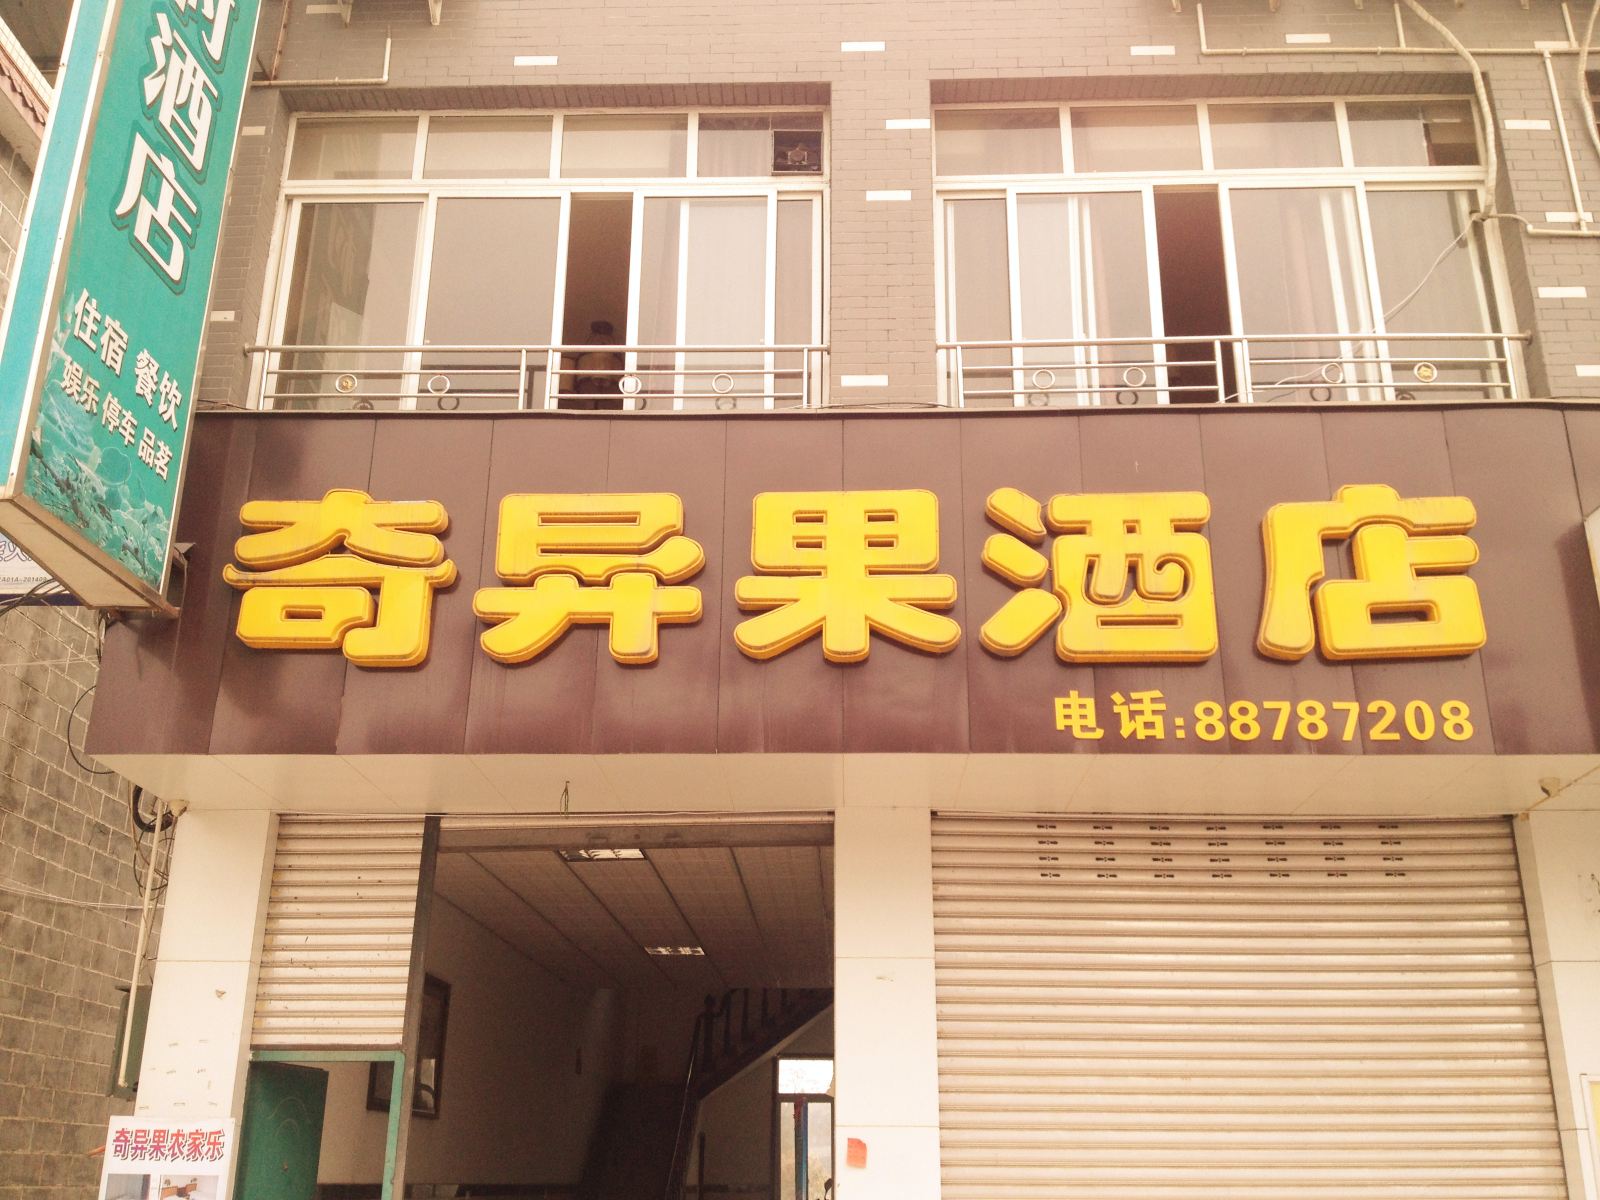 酒店
住宿 餐饮
娱乐 停车 品茗
奇异果酒店
电话:88787208
奇异果农家乐